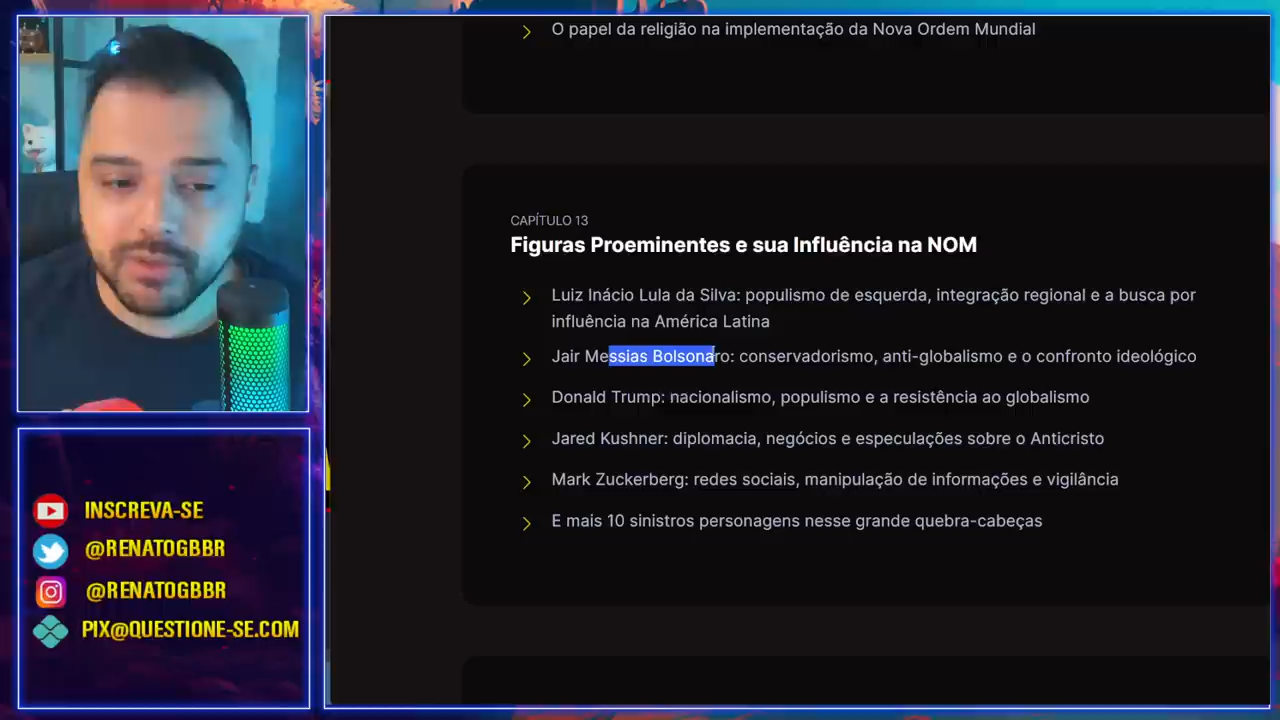 O papel da religião na implementação da Nova Ordem Mundial
CAPÍTULO 13
Figuras Proeminentes e sua Influência na NOM
Luiz Inácio Lula da Silva: populismo de esquerda, integração regional e a busca por
influência na América Latina
Jair Messias Bolsonaro: conservadorismo, anti-globalismo e o confronto ideológico
Donald Trump: nacionalismo, populismo e a resistência ao globalismo
Jared Kushner: diplomacia, negócios e especulações sobre o Anticristo
Mark Zuckerberg: redes sociais, manipulação de informações e vigilância
E mais 10 sinistros personagens nesse grande quebra-cabeças
INSCREVA-SE
@RENATOGBBR
@RENATOGBBR
PIX@QUESTIONE-SE.COM